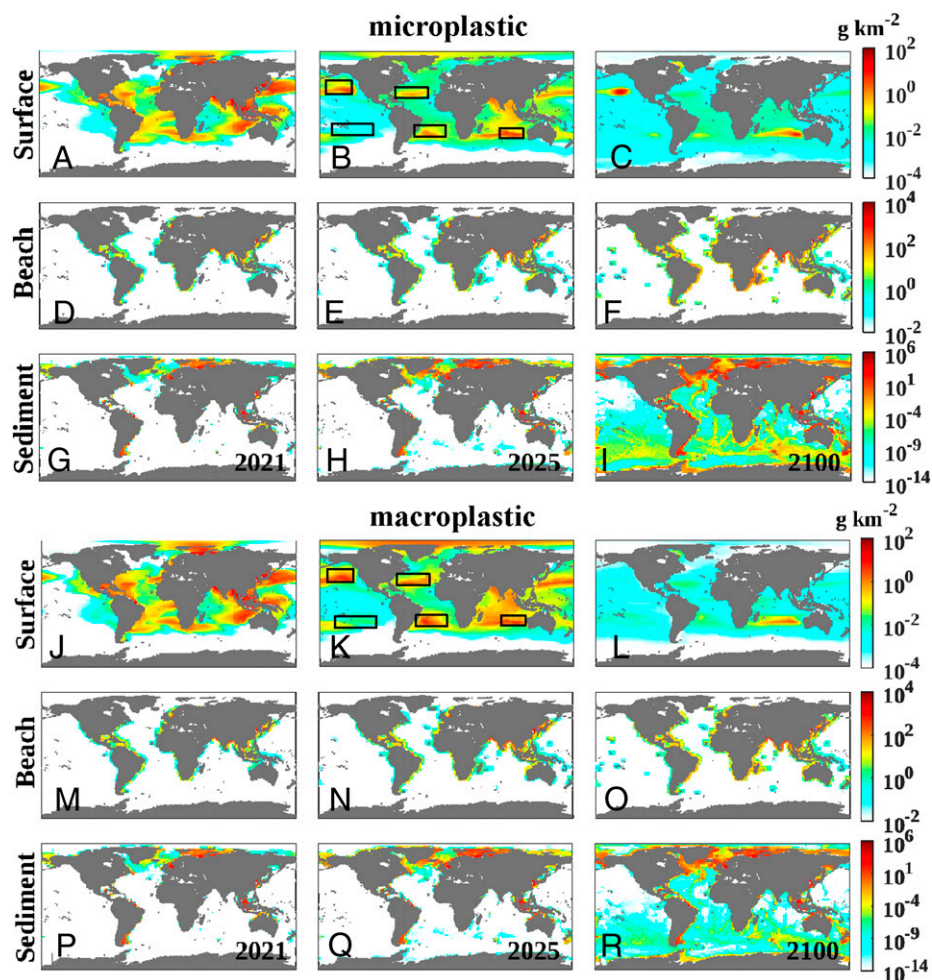 microplastic
g km-2
Surface
A
B
C
10^2
10^0
10^-2
10^-4
Beach
D
E
F
10^4
10^2
10^0
10^-2
Sediment
G
2021
H
2025
I
2100
10^6
10^1
10^-4
10^-9
10^-14
macroplastic
g km-2
Surface
J
K
L
10^2
10^0
10^-2
10^-4
Beach
M
N
O
10^4
10^2
10^0
10^-2
Sediment
P
2021
Q
2025
R
2100
10^6
10^1
10^-4
10^-9
10^-14